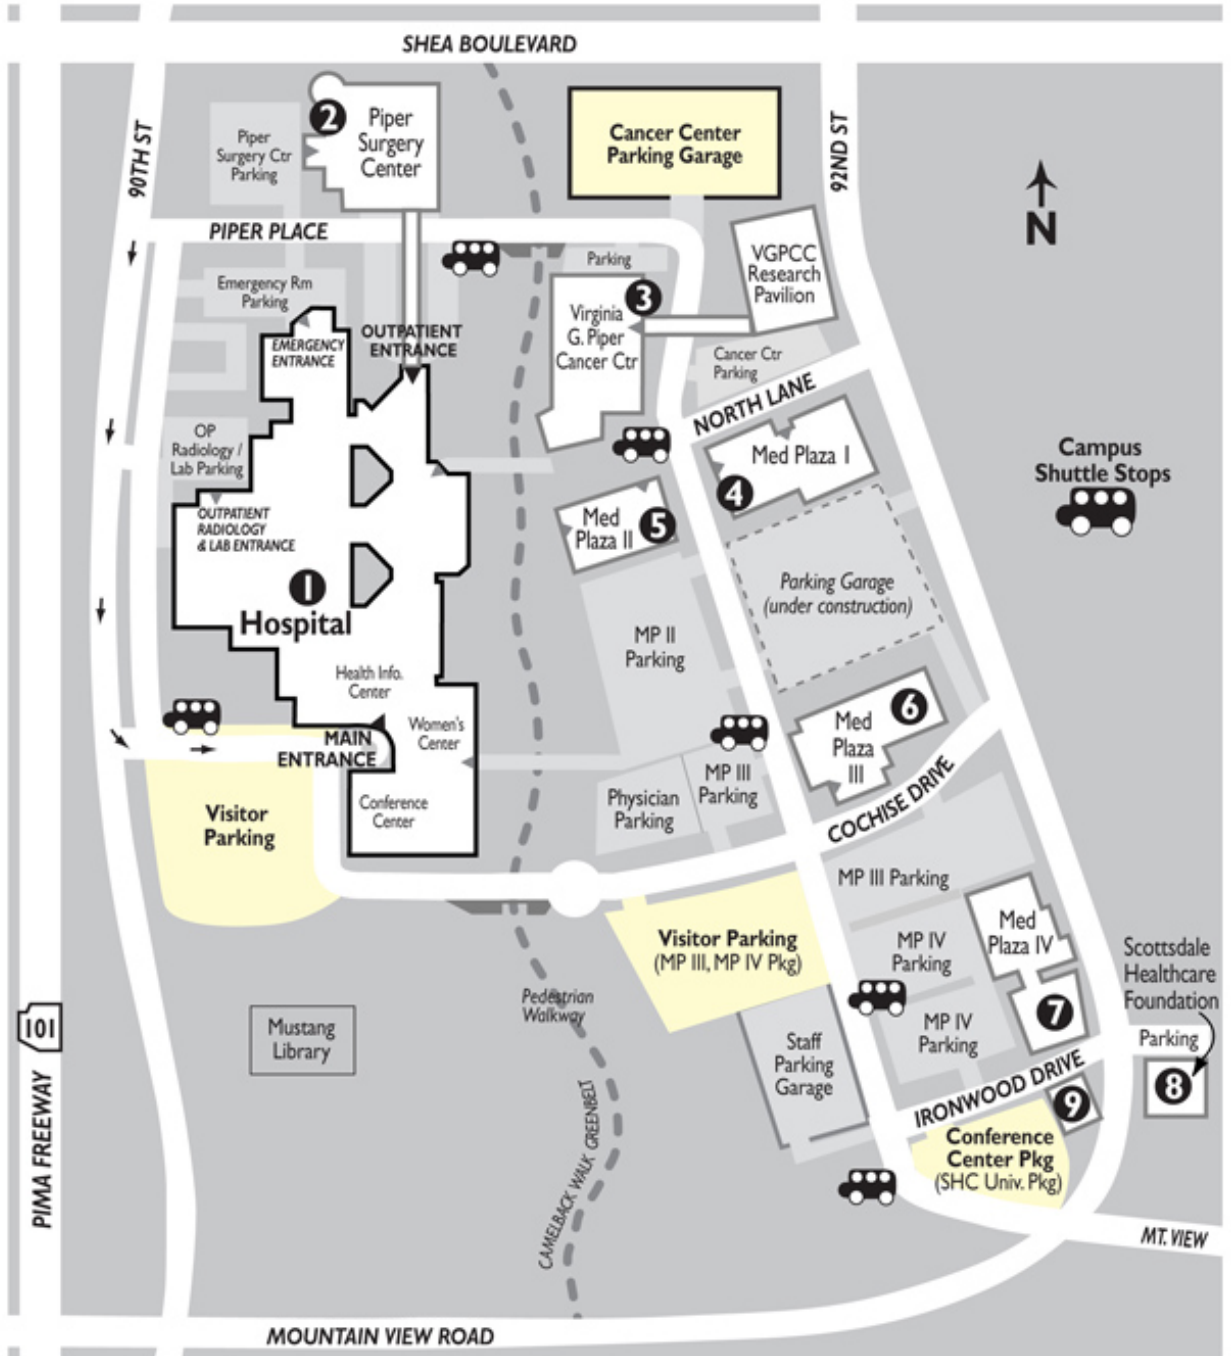 SHEA BOULEVARD
90TH ST
92ND ST
2
Piper
Surgery
Center
Piper
Surgery Ctr
Parking
Cancer Center
Parking Garage
N
PIPER PLACE
VGPCC
Research
Pavilion
Parking
Emergency Rm
Parking
3
Virginia
G. Piper
Cancer Ctr
OUTPATIENT
ENTRANCE
EMERGENCY
ENTRANCE
Cancer Ctr
Parking
NORTH LANE
OP
Radiology /
Lab Parking
Med Plaza I
4
Campus
Shuttle Stops
OUTPATIENT
RADIOLOGY
& LAB ENTRANCE
Med
Plaza II
5
1
Hospital
Parking Garage
(under construction)
MP II
Parking
Health Info.
Center
6
Med
Plaza
III
Women's
Center
MAIN
ENTRANCE
MP III
Parking
Physician
Parking
COCHISE DRIVE
Visitor
Parking
Conference
Center
MP III Parking
Med
Plaza IV
Visitor Parking
(MP III, MP IV Pkg)
MP IV
Parking
Scottsdale
Healthcare
Foundation
Pedestrian
Walkway
7
101
Mustang
Library
MP IV
Parking
Parking
Staff
Parking
Garage
IRONWOOD DRIVE
8
9
PIMA FREEWAY
CAMELBACK WALK GREENBELT
Conference
Center Pkg
(SHC Univ. Pkg)
MT. VIEW
MOUNTAIN VIEW ROAD